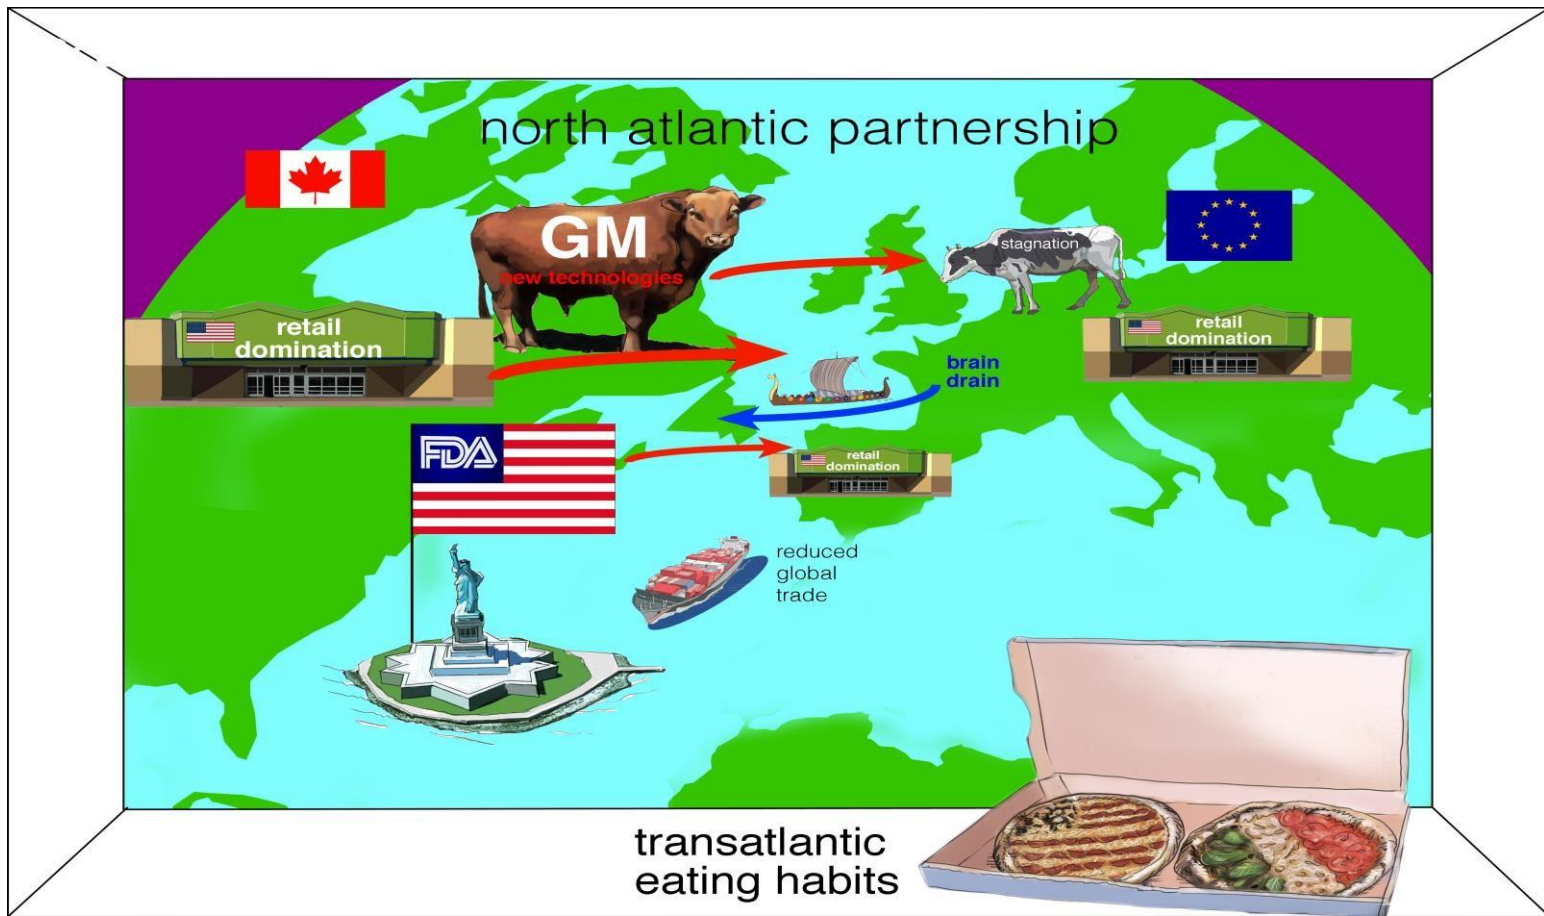 north atlantic partnership
GM
new technologies
stagnation
retail
domination
retail
domination
brain
drain
FDA
retail
domination
reduced
global
trade
transatlantic
eating habits